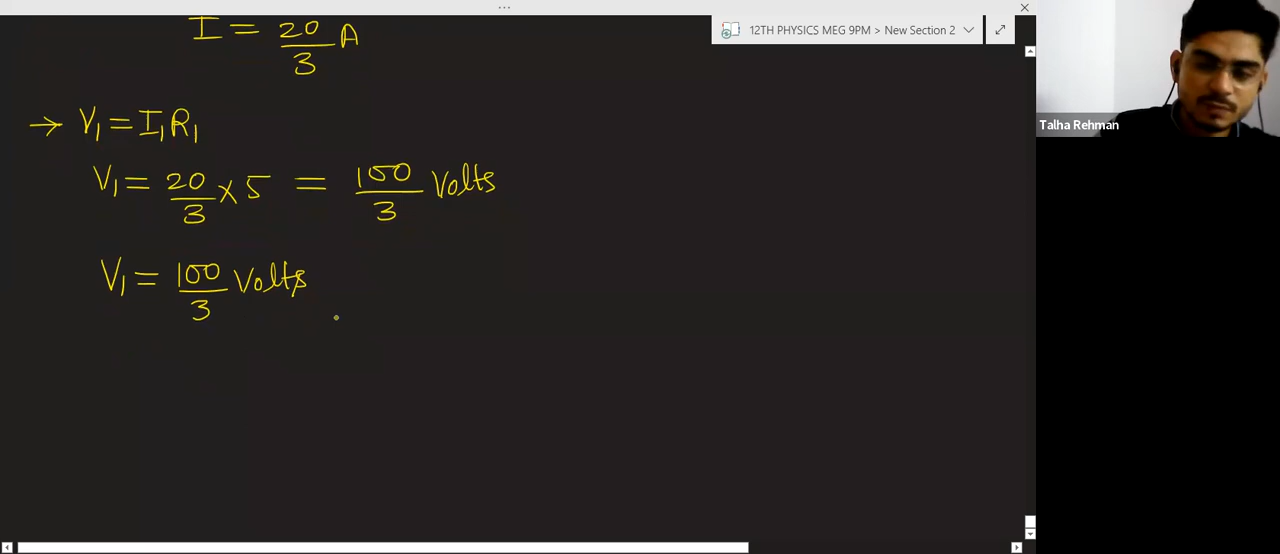 I = 20/3 A
12TH PHYSICS MEG 9PM > New Section 2
Talha Rehman
→ V₁ = I₁R₁
V₁ = 20/3 × 5 = 100/3 Volts
V₁ = 100/3 Volts